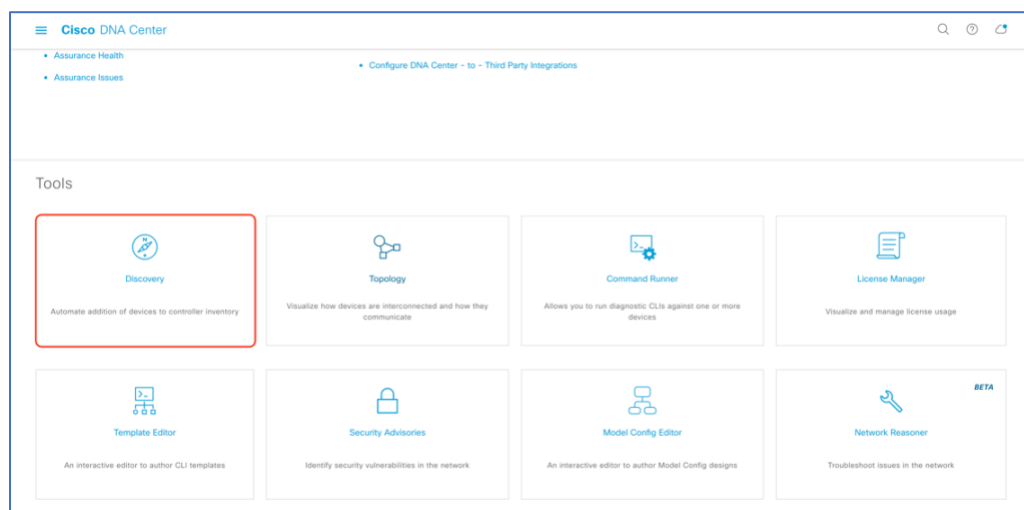 Cisco DNA Center
Assurance Health
Assurance Issues
Configure DNA Center - to - Third Party Integrations
Tools
N
Discovery
Automate addition of devices to controller inventory
Topology
Visualize how devices are interconnected and how they
communicate
Command Runner
Allows you to run diagnostic CLIs against one or more
devices
License Manager
Visualize and manage license usage
Template Editor
An interactive editor to author CLI templates
Security Advisories
Identify security vulnerabilities in the network
Model Config Editor
An interactive editor to author Model Config designs
BETA
Network Reasoner
Troubleshoot issues in the network